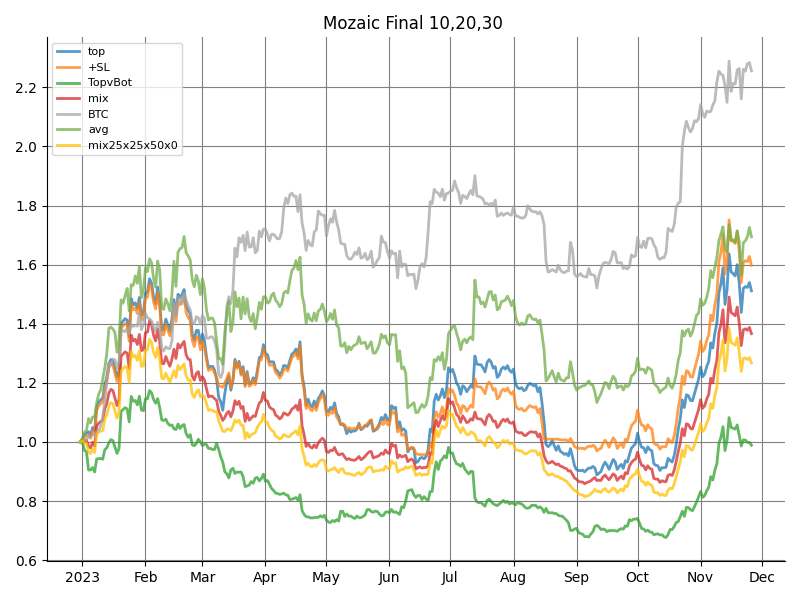 Mozaic Final 10,20,30
top
+SL
TopvBot
mix
BTC
avg
mix25x25x50x0
2.2
2.0
1.8
1.6
1.4
1.2
1.0
0.8
0.6
2023 Feb Mar Apr May Jun Jul Aug Sep Oct Nov Dec